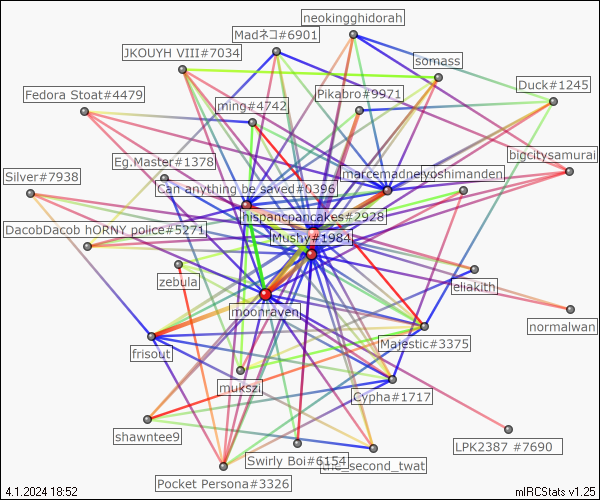 neokingghidorah
Madネコ#6901
JKOUYH VIII#7034
somass
Duck#1245
Fedora Stoat#4479
Pikabro#9971
ming#4742
bigcitysamurai
Eg.Master#1378
marcemadne
yoshimanden
Silver#7938
Can anything be saved#0396
hispancpancakes#2928
DacobDacob hORNY police#5271
Mushy#1984
zebula
eliakith
moonraven
normalwan
frisout
Majestic#3375
mukszi
Cypha#1717
shawntee9
LPK2387 #7690
Swirly Boi#6154
the_second_twat
Pocket Persona#3326
4.1.2024 18:52
mIRCStats v1.25